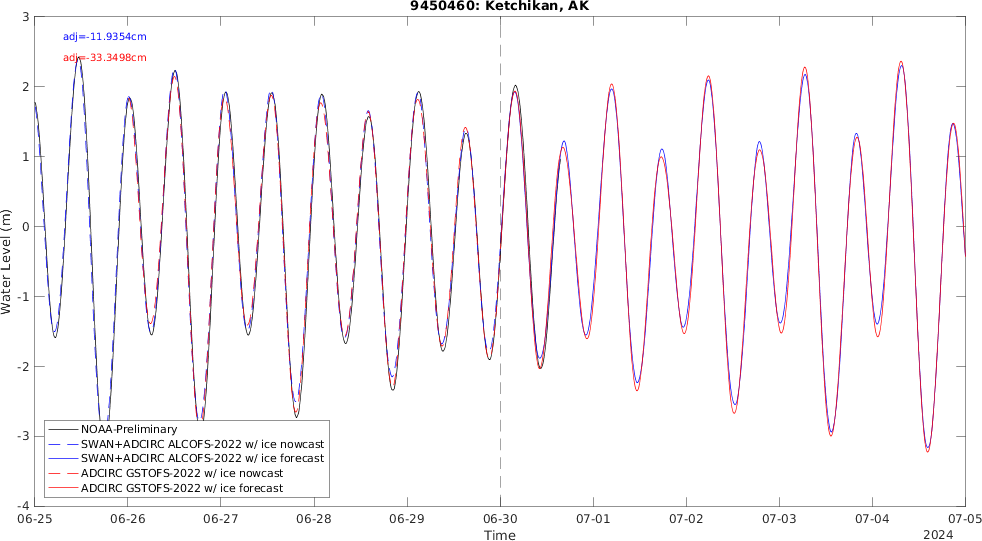 9450460: Ketchikan, AK
adj=-11.9354cm
adj=-33.3498cm
3
2
1
0
-1
-2
-3
-4
Water Level (m)
NOAA-Preliminary
SWAN+ADCIRC ALCOFS-2022 w/ ice nowcast
SWAN+ADCIRC ALCOFS-2022 w/ ice forecast
ADCIRC GSTOFS-2022 w/ ice nowcast
ADCIRC GSTOFS-2022 w/ ice forecast
06-25 06-26 06-27 06-28 06-29 06-30 07-01 07-02 07-03 07-04 07-05
Time
2024